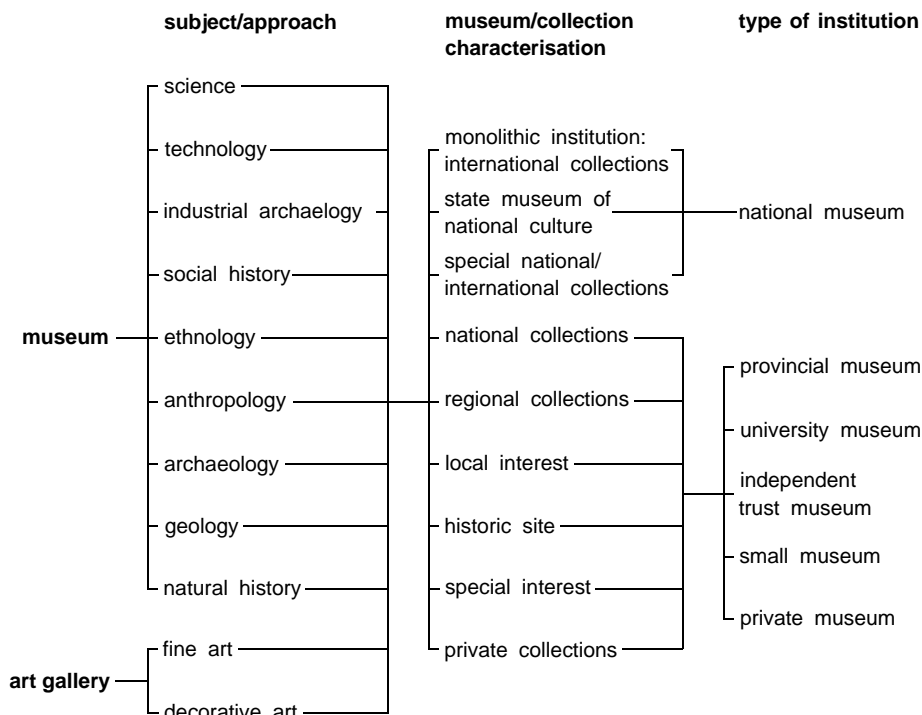 subject/approach
museum/collection
characterisation
type of institution
science
technology
industrial archaelogy
social history
museum
ethnology
anthropology
archaeology
geology
natural history
art gallery
fine art
decorative art
monolithic institution:
international collections
state museum of
national culture
special national/
international collections
national collections
regional collections
local interest
historic site
special interest
private collections
national museum
provincial museum
university museum
independent
trust museum
small museum
private museum